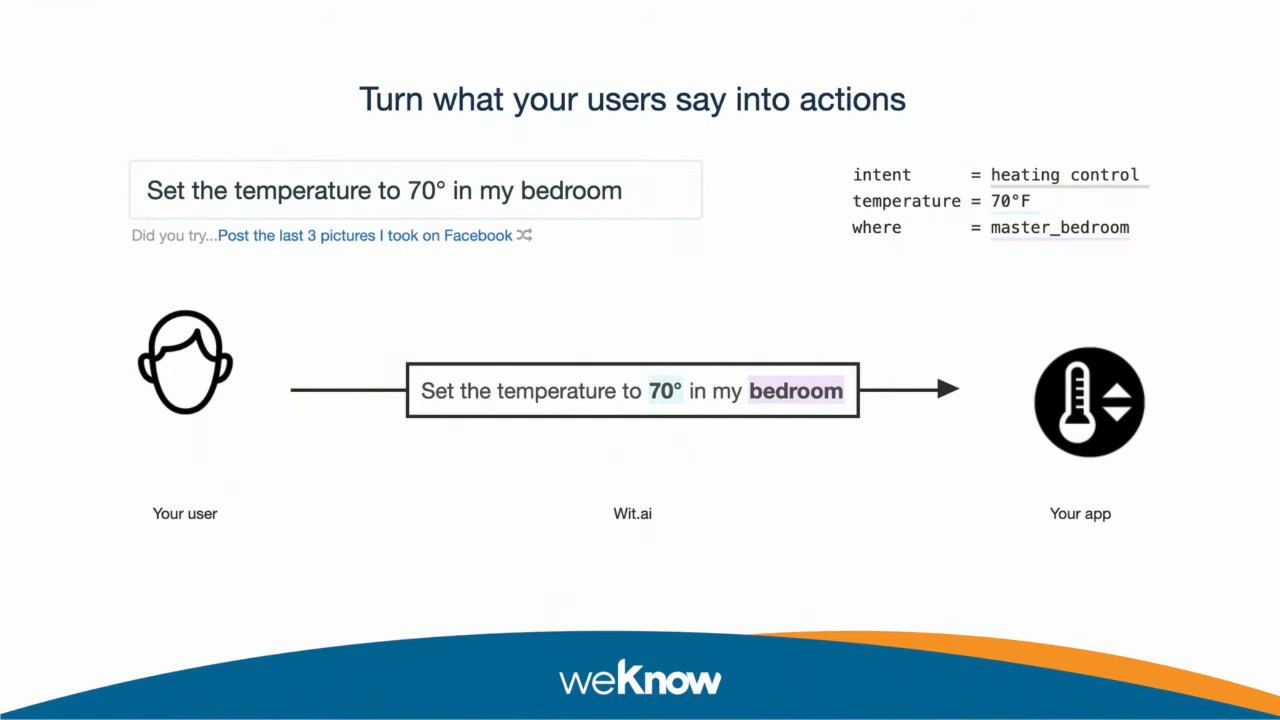 Turn what your users say into actions
Set the temperature to 70° in my bedroom
Did you try...Post the last 3 pictures I took on Facebook
intent = heating control
temperature = 70°F
where = master_bedroom
Set the temperature to 70° in my bedroom
Your user
Wit.ai
Your app
weKnow